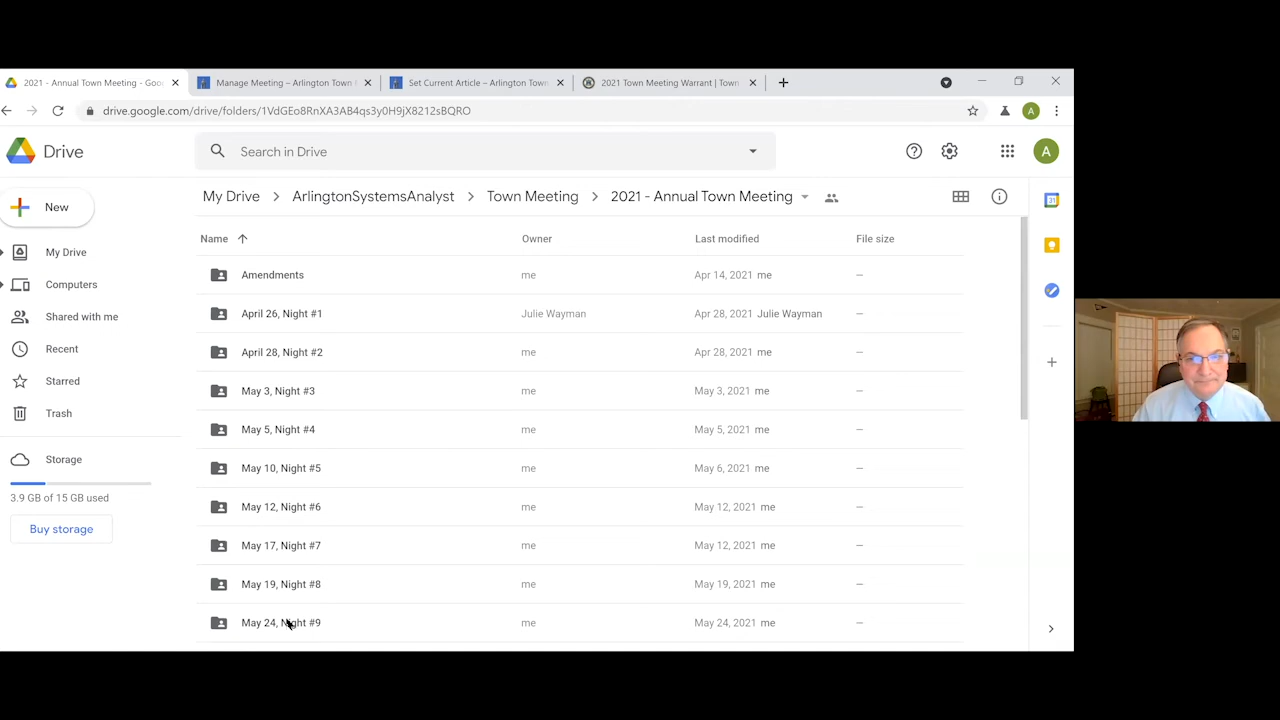 2021 - Annual Town Meeting - Goo
Manage Meeting – Arlington Town
Set Current Article – Arlington Town
2021 Town Meeting Warrant | Town
drive.google.com/drive/folders/1VdGEo8RnXA3AB4qs3y0H9jX8212sBQRO
A
Drive
Search in Drive
A
New
My Drive
Computers
Shared with me
Recent
Starred
Trash
Storage
3.9 GB of 15 GB used
Buy storage
My Drive > ArlingtonSystemsAnalyst > Town Meeting > 2021 - Annual Town Meeting
Name Owner Last modified File size
Amendments me Apr 14, 2021 me –
April 26, Night #1 Julie Wayman Apr 28, 2021 Julie Wayman –
April 28, Night #2 me Apr 28, 2021 me –
May 3, Night #3 me May 3, 2021 me –
May 5, Night #4 me May 5, 2021 me –
May 10, Night #5 me May 6, 2021 me –
May 12, Night #6 me May 12, 2021 me –
May 17, Night #7 me May 12, 2021 me –
May 19, Night #8 me May 19, 2021 me –
May 24, Night #9 me May 24, 2021 me –
31